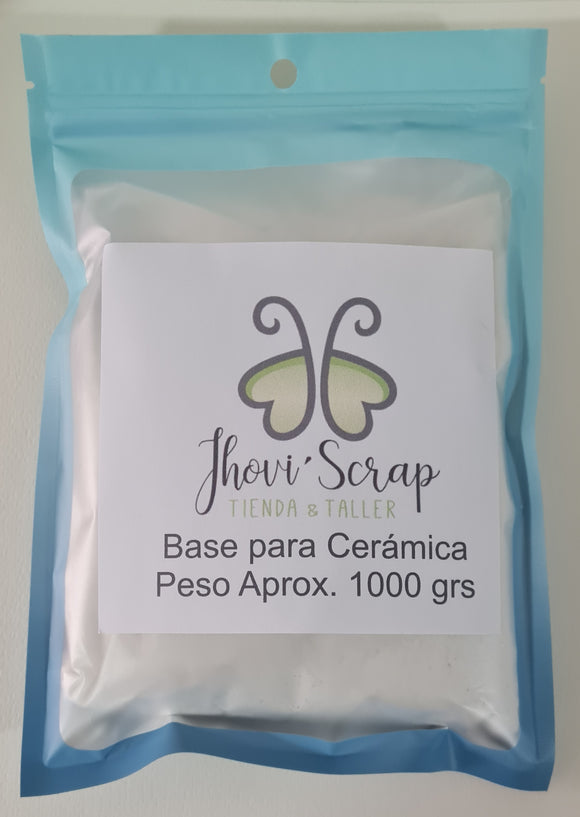 Jhovi´Scrap
TIENDA & TALLER
Base para Cerámica
Peso Aprox. 1000 grs